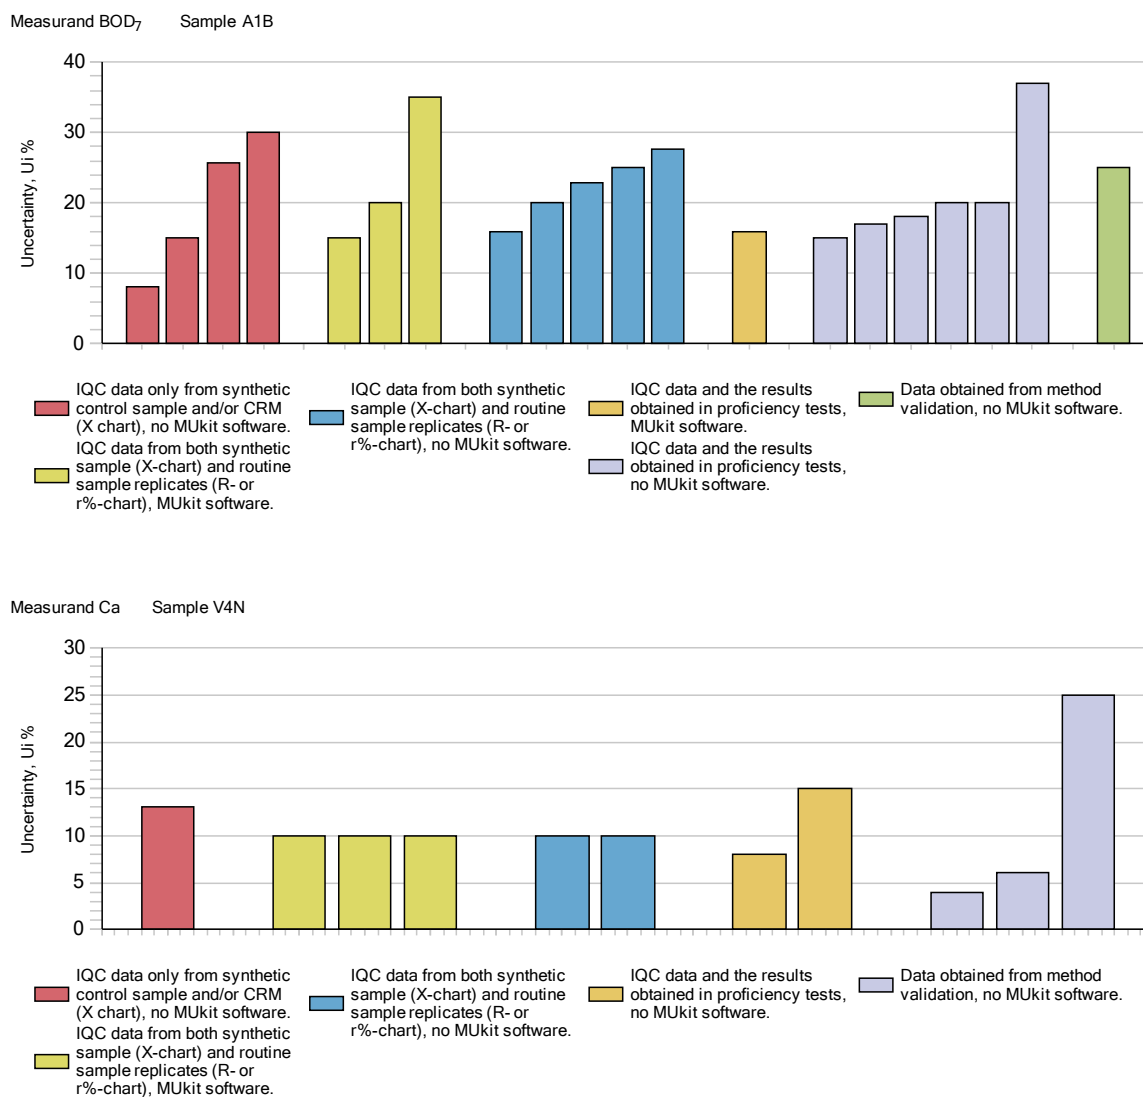 Measurand BOD7 Sample A1B
40
30
20
10
0
Uncertainty, Ui %
IQC data only from synthetic
control sample and/or CRM
(X chart), no MUkit software.
IQC data from both synthetic
sample (X-chart) and routine
sample replicates (R- or
r%-chart), MUkit software.
IQC data from both synthetic
sample (X-chart) and routine
sample replicates (R- or
r%-chart), no MUkit software.
IQC data and the results
obtained in proficiency tests,
MUkit software.
IQC data and the results
obtained in proficiency tests,
no MUkit software.
Data obtained from method
validation, no MUkit software.
Measurand Ca Sample V4N
30
25
20
15
10
5
0
Uncertainty, Ui %
IQC data only from synthetic
control sample and/or CRM
(X chart), no MUkit software.
IQC data from both synthetic
sample (X-chart) and routine
sample replicates (R- or
r%-chart), MUkit software.
IQC data from both synthetic
sample (X-chart) and routine
sample replicates (R- or
r%-chart), no MUkit software.
IQC data and the results
obtained in proficiency tests,
no MUkit software.
Data obtained from method
validation, no MUkit software.